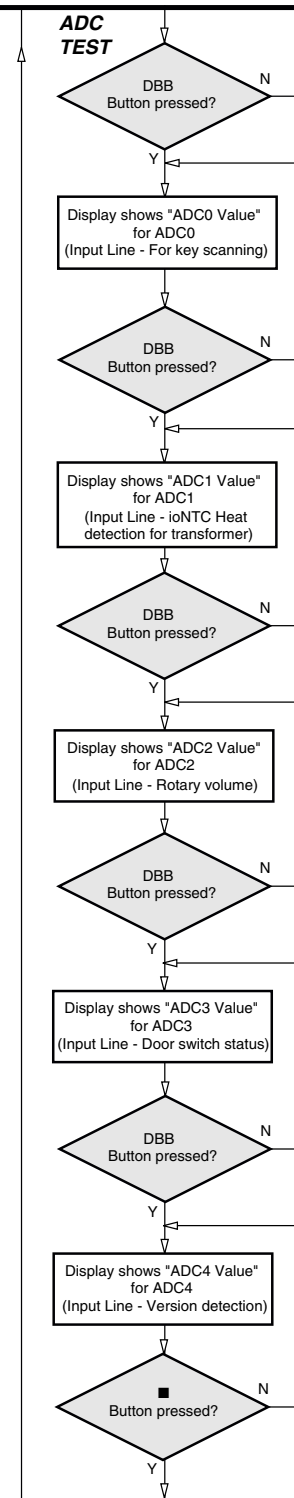 ADC
TEST
DBB
Button pressed?
N
Y
Display shows "ADC0 Value"
for ADC0
(Input Line - For key scanning)
DBB
Button pressed?
N
Y
Display shows "ADC1 Value"
for ADC1
(Input Line - ioNTC Heat
detection for transformer)
DBB
Button pressed?
N
Y
Display shows "ADC2 Value"
for ADC2
(Input Line - Rotary volume)
DBB
Button pressed?
N
Y
Display shows "ADC3 Value"
for ADC3
(Input Line - Door switch status)
DBB
Button pressed?
N
Y
Display shows "ADC4 Value"
for ADC4
(Input Line - Version detection)
■
Button pressed?
N
Y